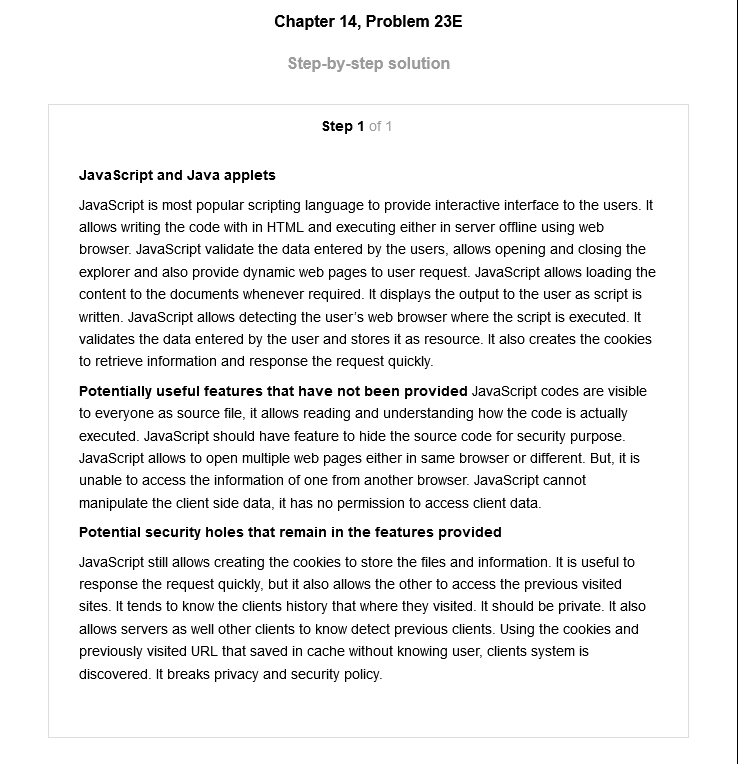 Chapter 14, Problem 23E
Step-by-step solution
Step 1 of 1
JavaScript and Java applets
JavaScript is most popular scripting language to provide interactive interface to the users. It
allows writing the code with in HTML and executing either in server offline using web
browser. JavaScript validate the data entered by the users, allows opening and closing the
explorer and also provide dynamic web pages to user request. JavaScript allows loading the
content to the documents whenever required. It displays the output to the user as script is
written. JavaScript allows detecting the user’s web browser where the script is executed. It
validates the data entered by the user and stores it as resource. It also creates the cookies
to retrieve information and response the request quickly.
Potentially useful features that have not been provided JavaScript codes are visible
to everyone as source file, it allows reading and understanding how the code is actually
executed. JavaScript should have feature to hide the source code for security purpose.
JavaScript allows to open multiple web pages either in same browser or different. But, it is
unable to access the information of one from another browser. JavaScript cannot
manipulate the client side data, it has no permission to access client data.
Potential security holes that remain in the features provided
JavaScript still allows creating the cookies to store the files and information. It is useful to
response the request quickly, but it also allows the other to access the previous visited
sites. It tends to know the clients history that where they visited. It should be private. It also
allows servers as well other clients to know detect previous clients. Using the cookies and
previously visited URL that saved in cache without knowing user, clients system is
discovered. It breaks privacy and security policy.